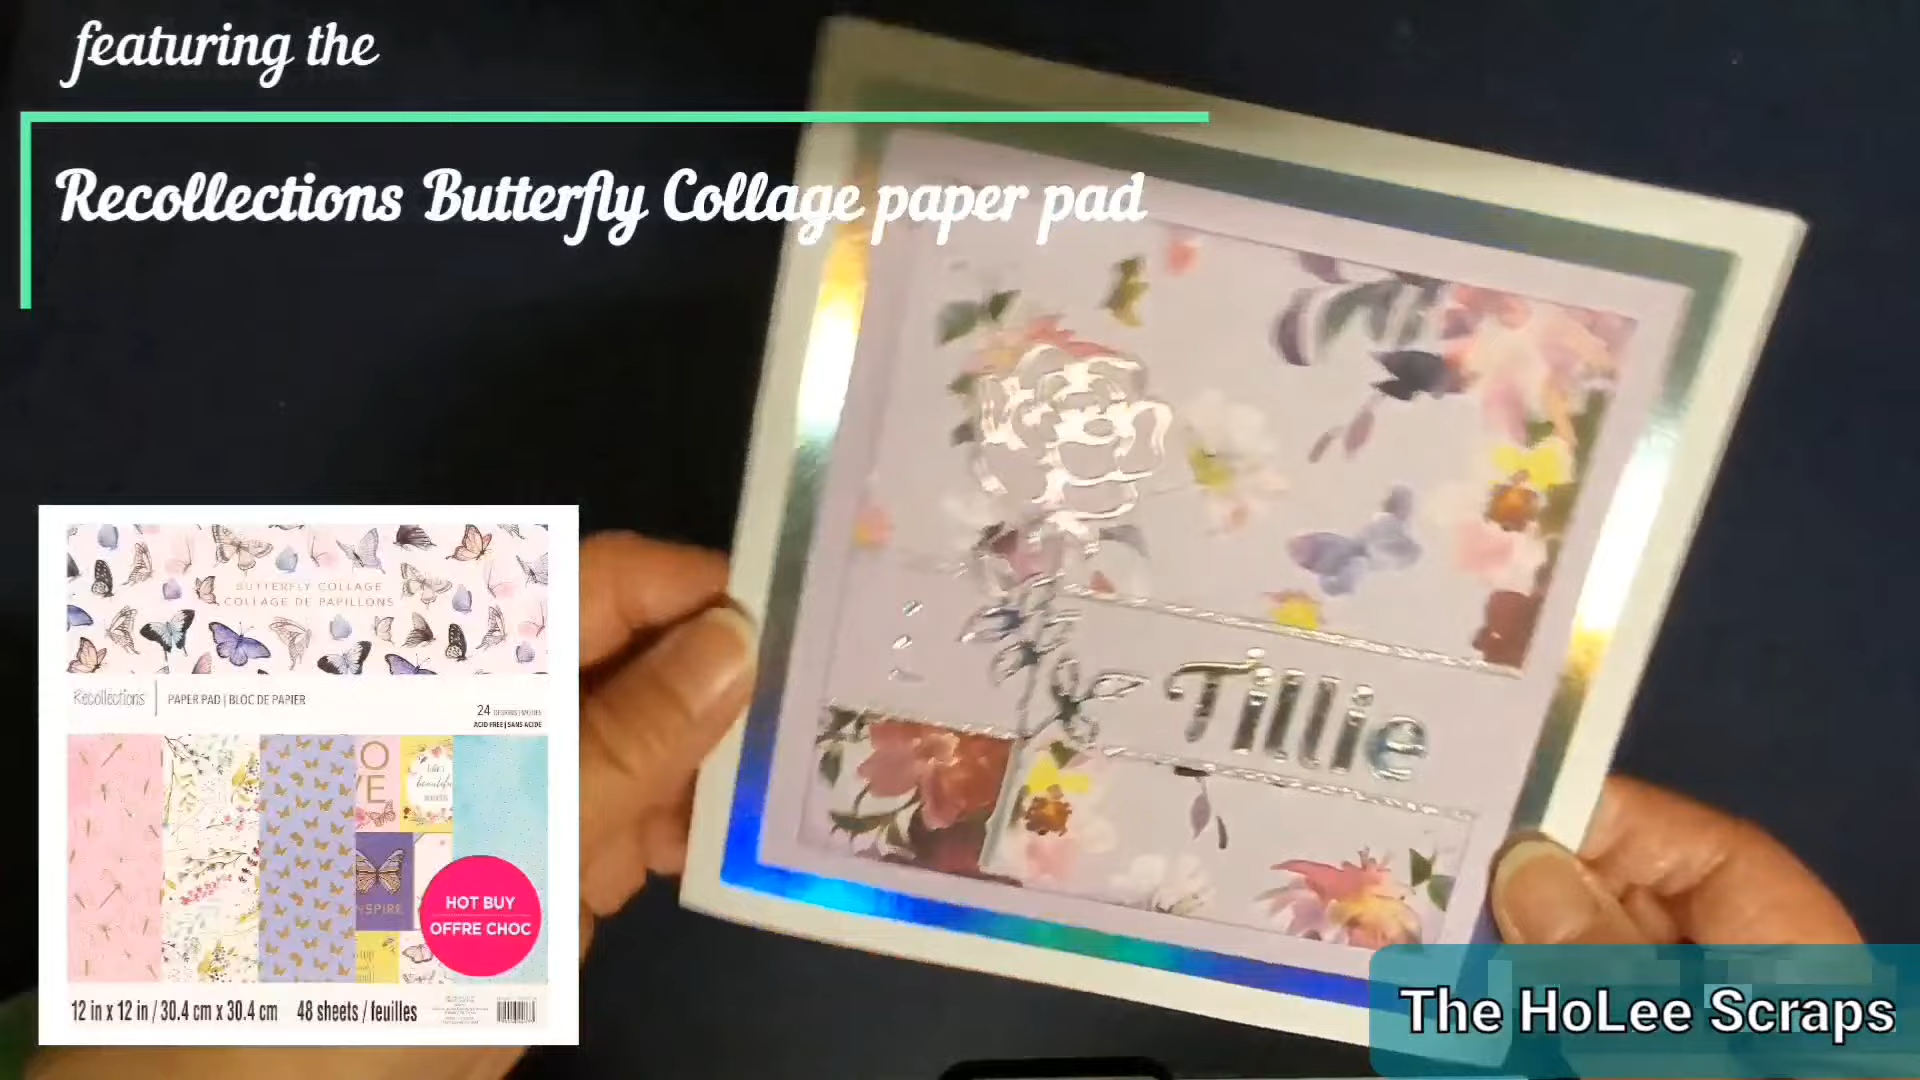 featuring the
Recollections Butterfly Collage paper pad
Tillie
BUTTERFLY COLLAGE
COLLAGE DE PAPILLONS
Recollections
PAPER PAD | BLOC DE PAPIER
24
ACID FREE | SANS ACIDE
INSPIRE
HOT BUY
OFFRE CHOC
12 in x 12 in / 30.4 cm x 30.4 cm 48 sheets / feuilles
The HoLee Scraps